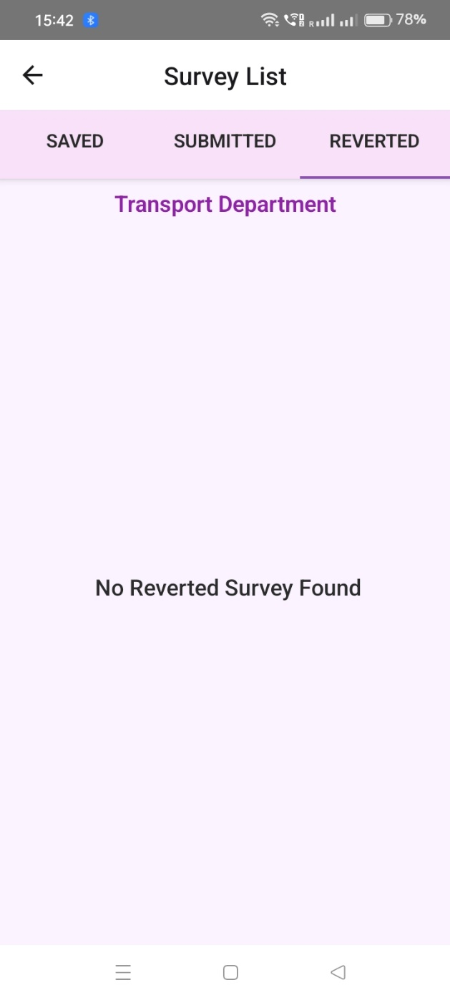 15:42
78%
Survey List
SAVED SUBMITTED REVERTED
Transport Department
No Reverted Survey Found